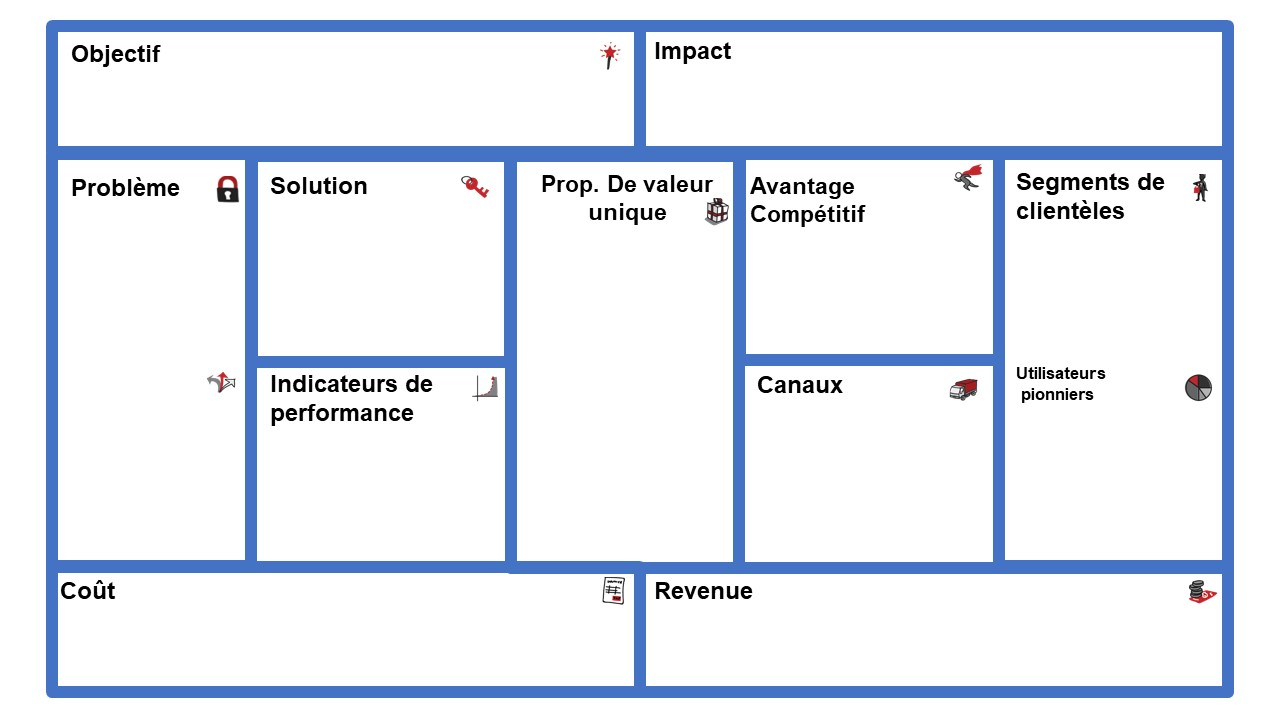 Objectif
Impact
Problème
Solution
Prop. De valeur
unique
Avantage
Compétitif
Segments de
clientèles
Indicateurs de
performance
Canaux
Utilisateurs
pionniers
Coût
Revenue